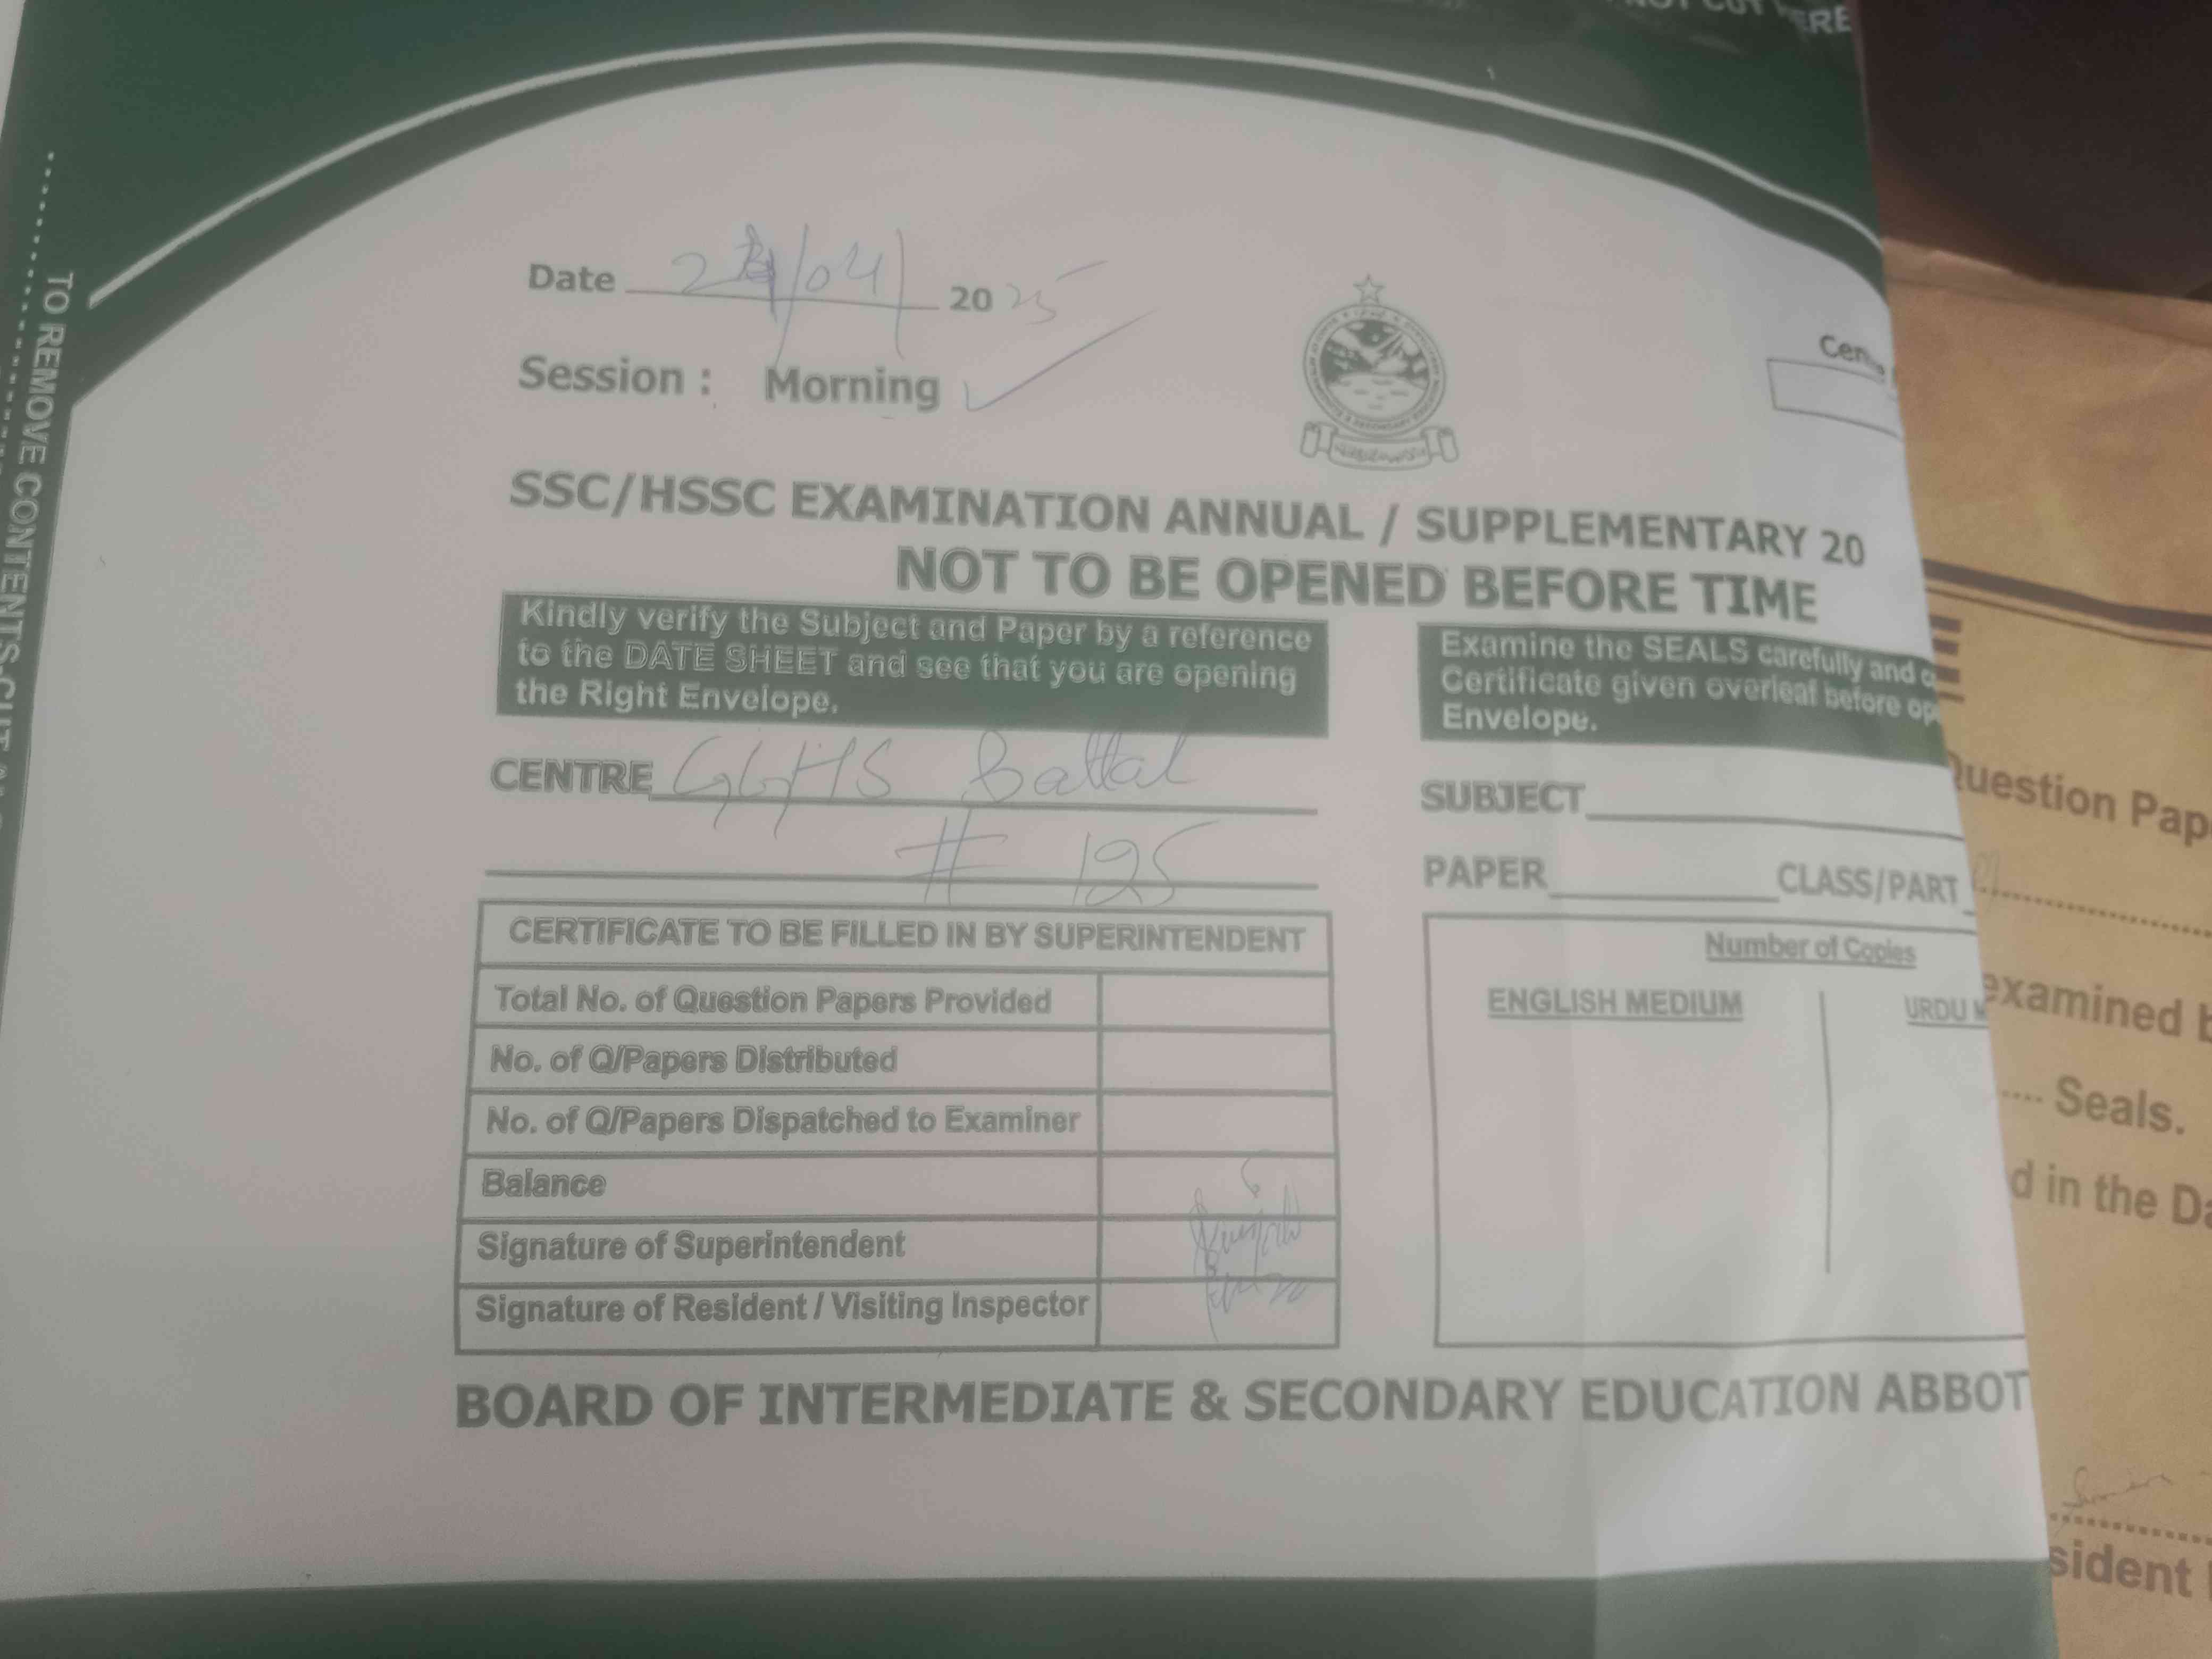 CUT HERE
TO REMOVE CONTENTS CUT
Date /04/ 2025
Session : Morning
Cen
SSC/HSSC EXAMINATION ANNUAL / SUPPLEMENTARY 20
NOT TO BE OPENED BEFORE TIME
Kindly verify the Subject and Paper by a reference
to the DATE SHEET and see that you are opening
the Right Envelope.
Examine the SEALS carefully and
Certificate given overleaf before op
Envelope.
CENTRE GGHS Battal
# 125
SUBJECT
PAPER CLASS/PART
CERTIFICATE TO BE FILLED IN BY SUPERINTENDENT
Total No. of Question Papers Provided
No. of Q/Papers Distributed
No. of Q/Papers Dispatched to Examiner
Balance
Signature of Superintendent
Signature of Resident / Visiting Inspector
Number of Copies
ENGLISH MEDIUM
URDU M
BOARD OF INTERMEDIATE & SECONDARY EDUCATION ABBOT
Question Pap
examined b
Seals.
d in the Da
sident